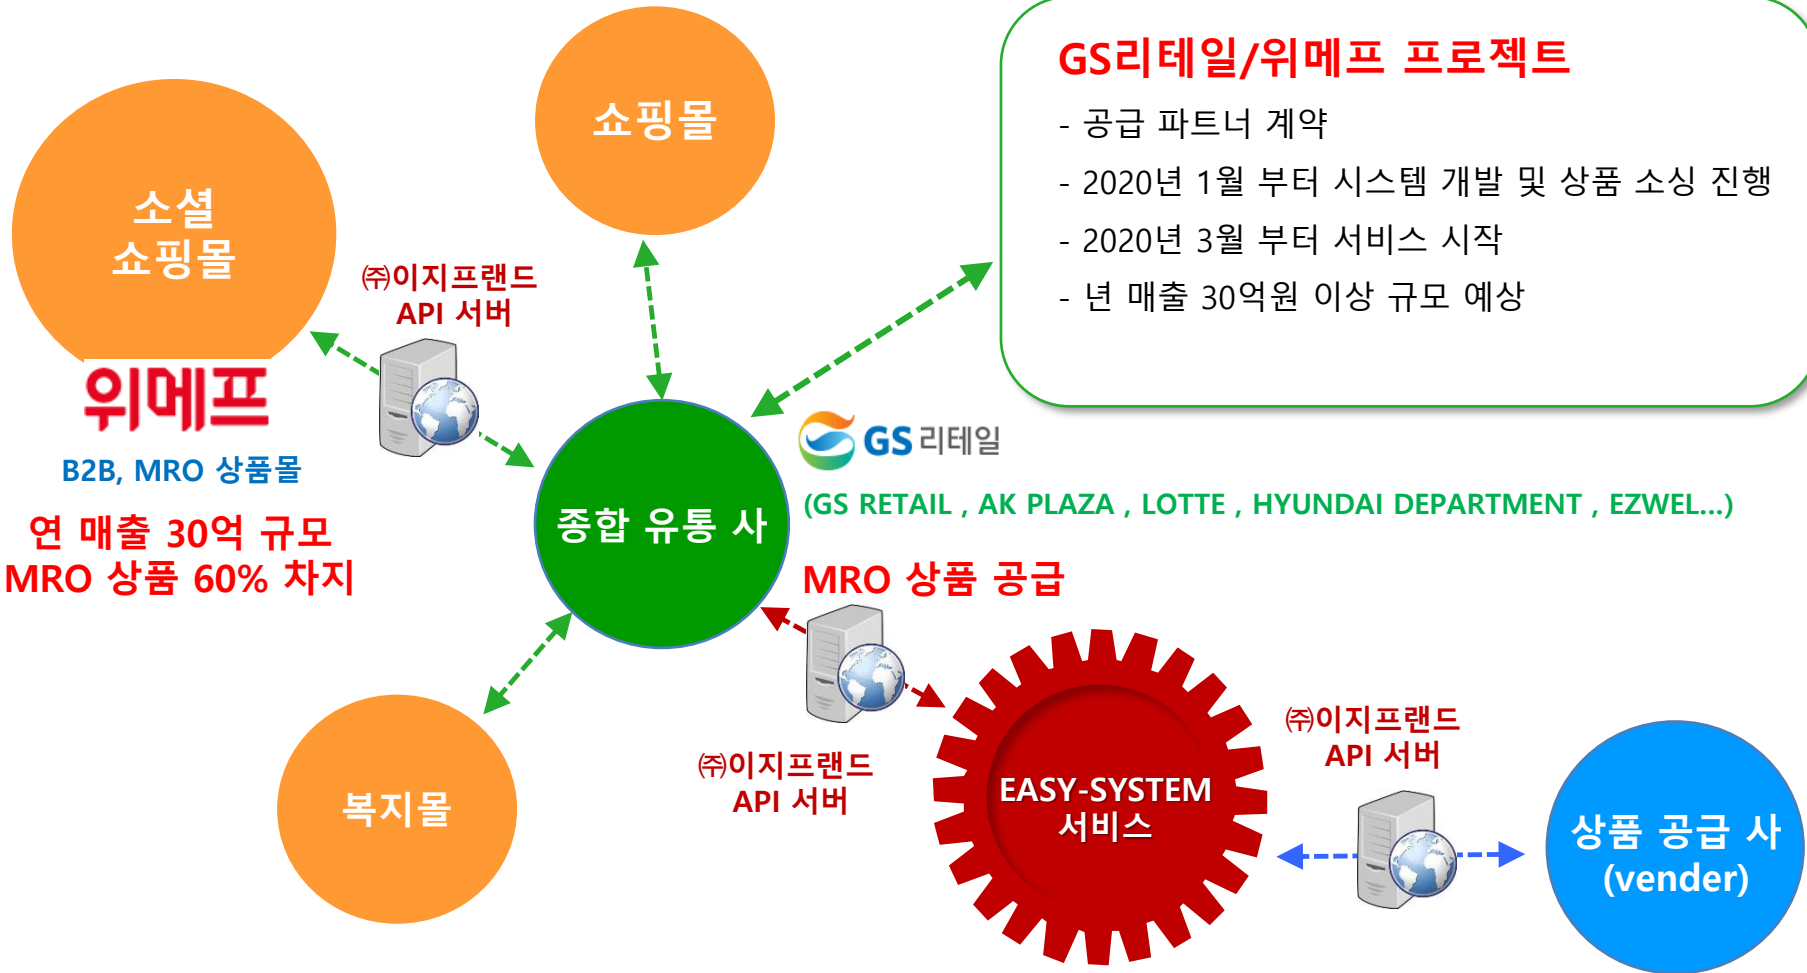 GS리테일/위메프 프로젝트
- 공급 파트너 계약
- 2020년 1월 부터 시스템 개발 및 상품 소싱 진행
- 2020년 3월 부터 서비스 시작
- 년 매출 30억원 이상 규모 예상
쇼핑몰
소셜
쇼핑몰
㈜이지프랜드
API 서버
위메프
B2B, MRO 상품몰
연 매출 30억 규모
MRO 상품 60% 차지
GS리테일
(GS RETAIL , AK PLAZA , LOTTE , HYUNDAI DEPARTMENT , EZWEL...)
종합 유통 사
MRO 상품 공급
㈜이지프랜드
API 서버
복지몰
EASY-SYSTEM
서비스
㈜이지프랜드
API 서버
상품 공급 사
(vender)